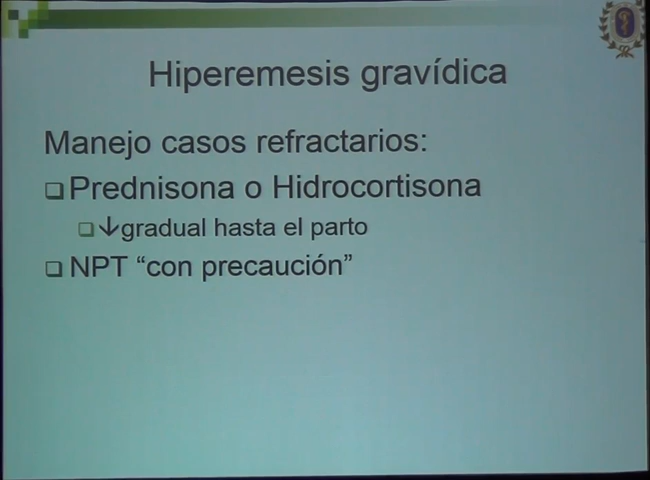 Hiperemesis gravídica
Manejo casos refractarios:
Prednisona o Hidrocortisona
↓gradual hasta el parto
NPT “con precaución”